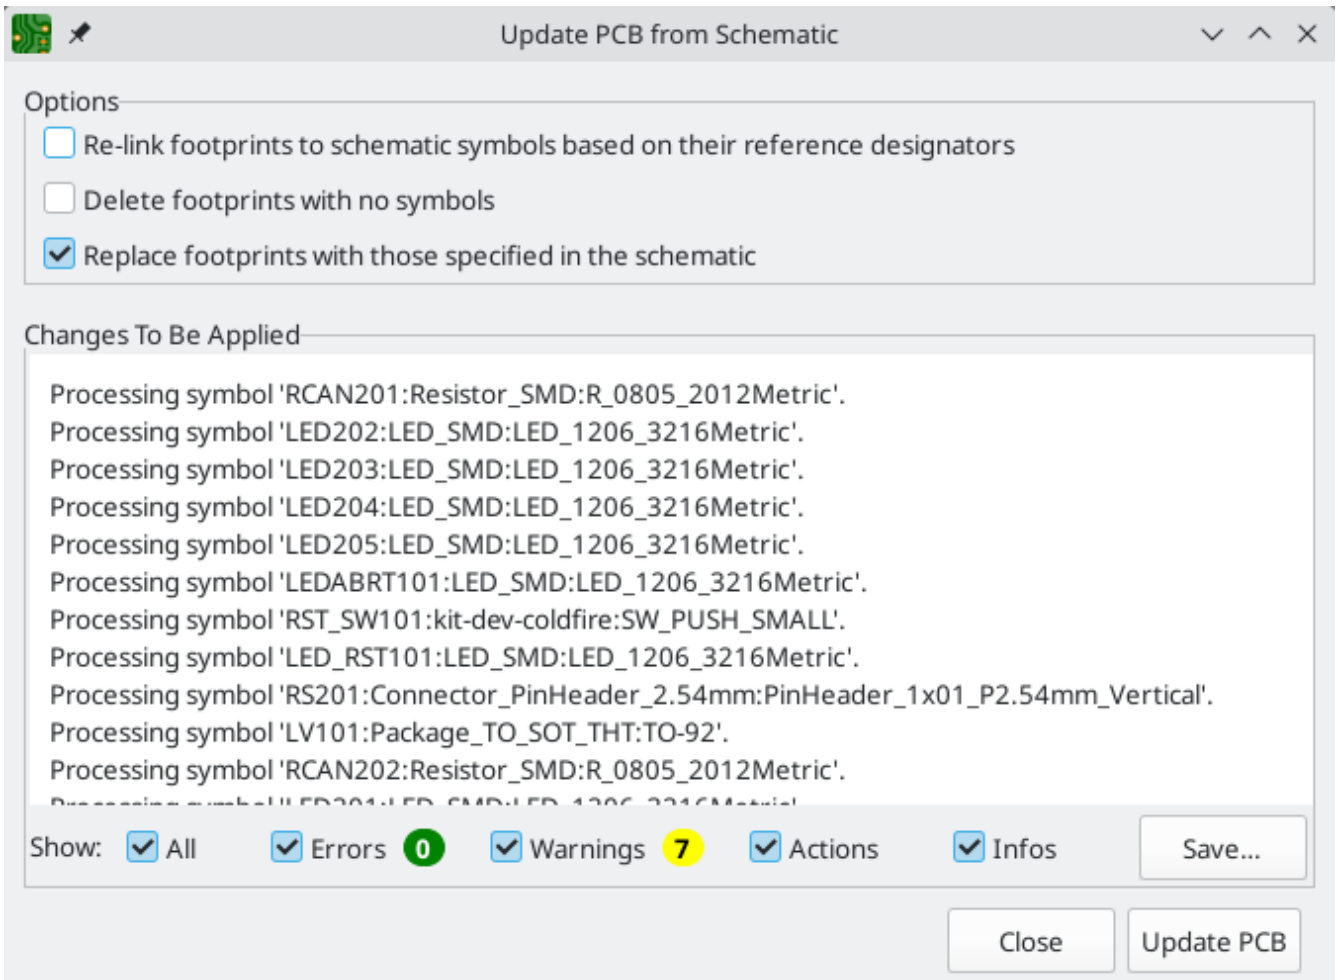 Update PCB from Schematic
Options
Re-link footprints to schematic symbols based on their reference designators
Delete footprints with no symbols
Replace footprints with those specified in the schematic
Changes To Be Applied
Processing symbol 'RCAN201:Resistor_SMD:R_0805_2012Metric'.
Processing symbol 'LED202:LED_SMD:LED_1206_3216Metric'.
Processing symbol 'LED203:LED_SMD:LED_1206_3216Metric'.
Processing symbol 'LED204:LED_SMD:LED_1206_3216Metric'.
Processing symbol 'LED205:LED_SMD:LED_1206_3216Metric'.
Processing symbol 'LEDABRT101:LED_SMD:LED_1206_3216Metric'.
Processing symbol 'RST_SW101:kit-dev-coldfire:SW_PUSH_SMALL'.
Processing symbol 'LED_RST101:LED_SMD:LED_1206_3216Metric'.
Processing symbol 'RS201:Connector_PinHeader_2.54mm:PinHeader_1x01_P2.54mm_Vertical'.
Processing symbol 'LV101:Package_TO_SOT_THT:TO-92'.
Processing symbol 'RCAN202:Resistor_SMD:R_0805_2012Metric'.
Processing symbol 'LED201:LED_SMD:LED_1206_3216Metric'.
Show: All Errors 0 Warnings 7 Actions Infos Save...
Close Update PCB